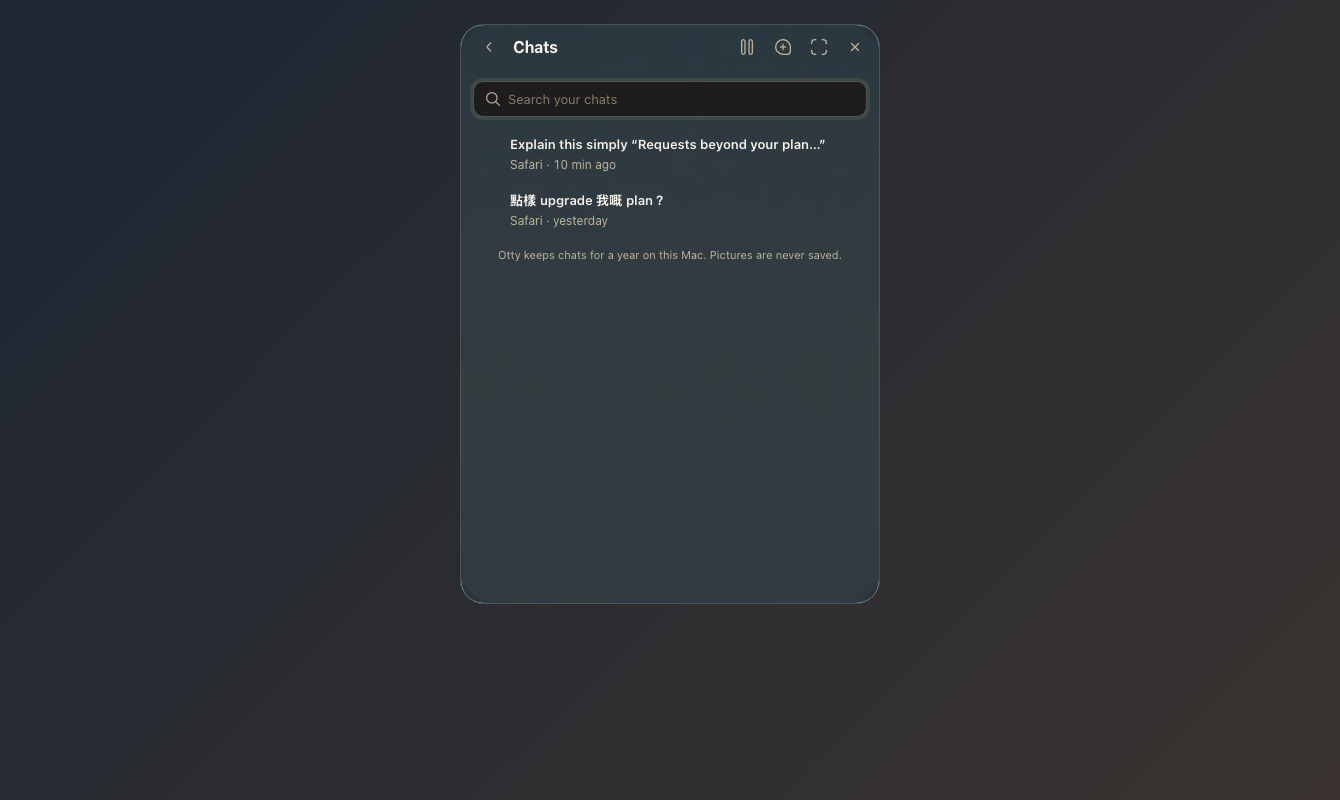 Chats
Search your chats
Explain this simply “Requests beyond your plan…”
Safari · 10 min ago
點樣 upgrade 我嘅 plan ?
Safari · yesterday
Otty keeps chats for a year on this Mac. Pictures are never saved.